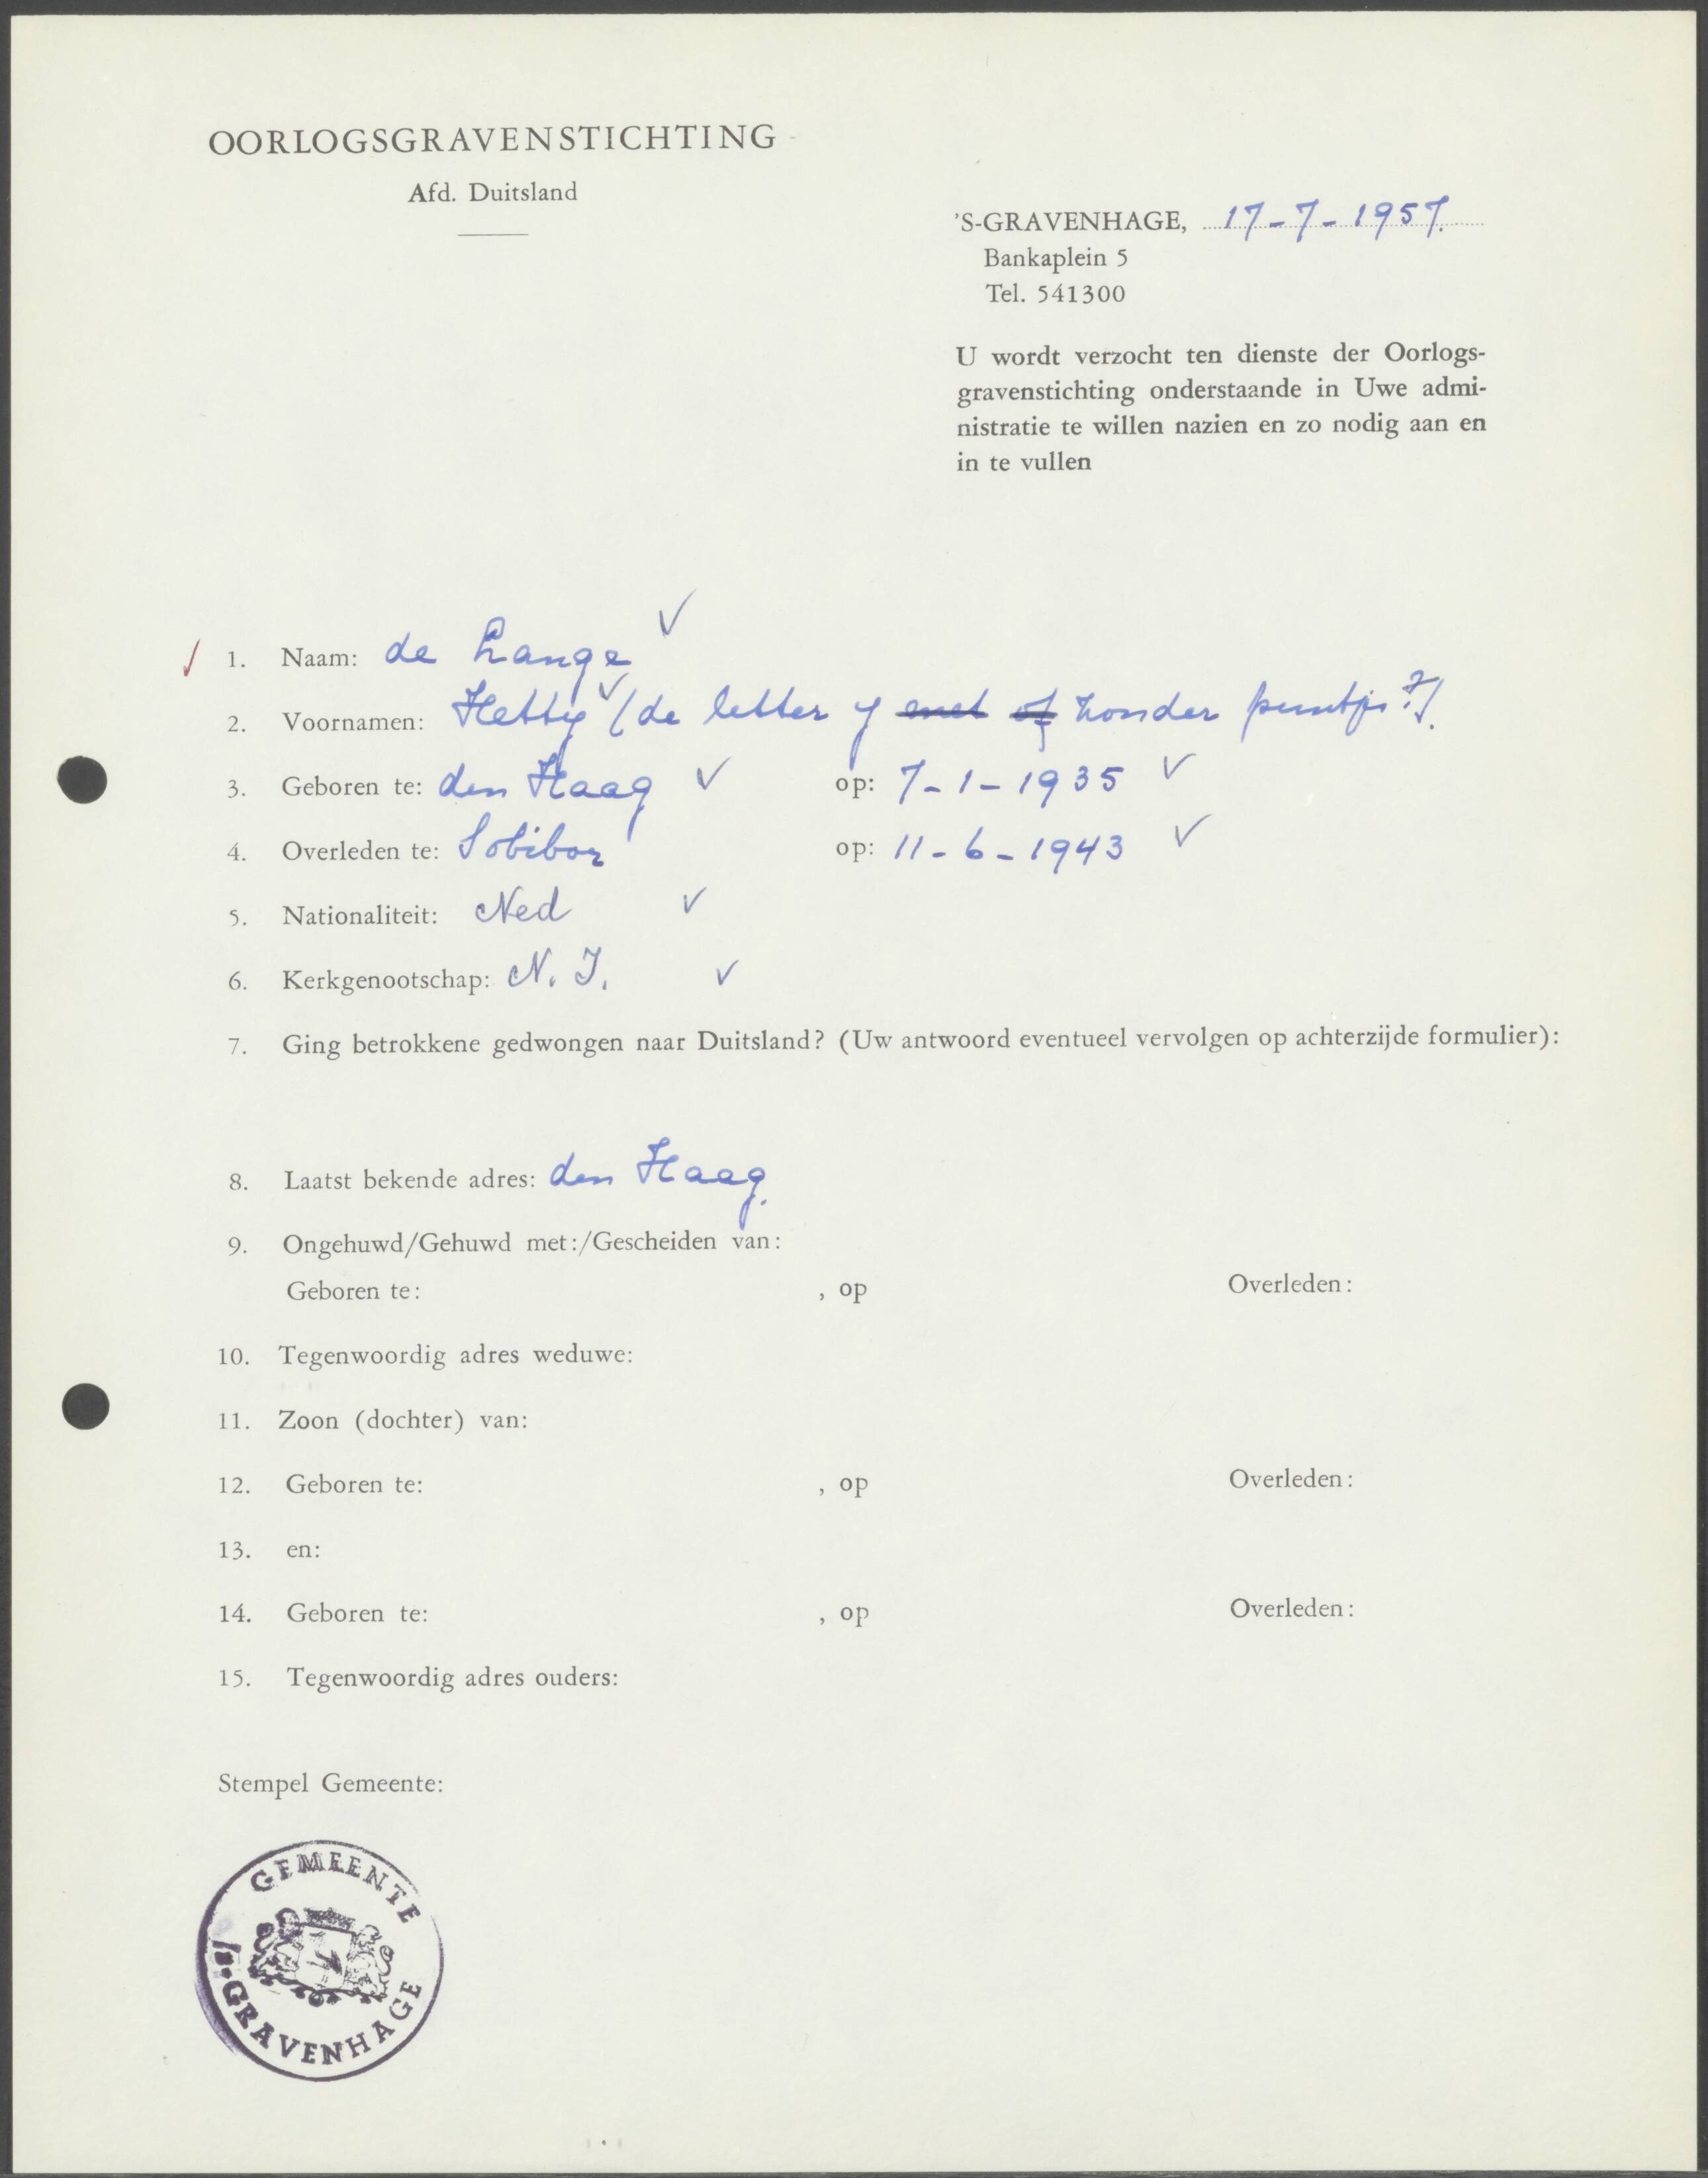 OORLOGSGRAVENSTICHTING
Afd. Duitsland
'S-GRAVENHAGE, 17-7-1957.
Bankaplein 5
Tel. 541300
U wordt verzocht ten dienste der Oorlogs-
gravenstichting onderstaande in Uwe admi-
nistratie te willen nazien en zo nodig aan en
in te vullen
1. Naam: de Lange
2. Voornamen: Hetty (de letter y met of zonder puntjes?).
3. Geboren te: den Haag op: 7-1-1935
4. Overleden te: Sobibor op: 11-6-1943
5. Nationaliteit: Ned
6. Kerkgenootschap: N. I.
7. Ging betrokkene gedwongen naar Duitsland? (Uw antwoord eventueel vervolgen op achterzijde formulier):
8. Laatst bekende adres: den Haag.
9. Ongehuwd/Gehuwd met:/Gescheiden van:
Geboren te: , op Overleden:
10. Tegenwoordig adres weduwe:
11. Zoon (dochter) van:
12. Geboren te: , op Overleden:
13. en:
14. Geboren te: , op Overleden:
15. Tegenwoordig adres ouders:
Stempel Gemeente:
GEMEENTE
'S-GRAVENHAGE